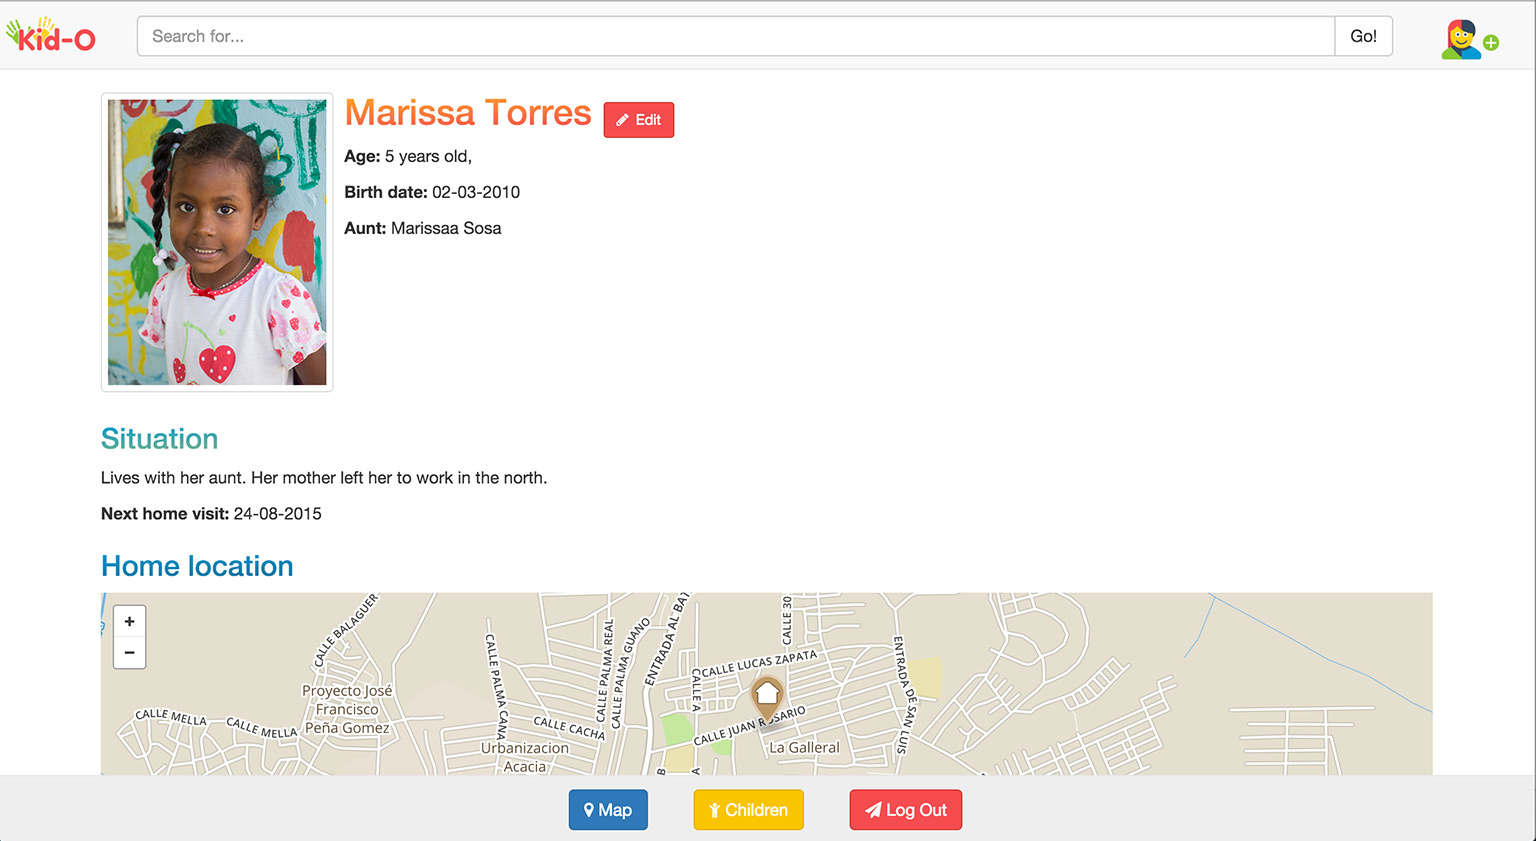 Kid-O
Search for...
Go!
Marissa Torres
Edit
Age: 5 years old,
Birth date: 02-03-2010
Aunt: Marissaa Sosa
Situation
Lives with her aunt. Her mother left her to work in the north.
Next home visit: 24-08-2015
Home location
+
−
CALLE BALAGUER
CALLE PALMA CANA
CALLE PALMA REAL
CALLE PALMA GUANO
ENTRADA AL BAT
CALLE 30
CALLE LUCAS ZAPATA
CALLE A
ENTRADA DE SAN LUIS
Proyecto José
Francisco
Peña Gomez
CALLE MELLA
CALLE MELLA
CALLE CACHA
CALLE JUAN ROSARIO
La Galleral
Urbanizacion
Acacia
B
A
Map
Children
Log Out